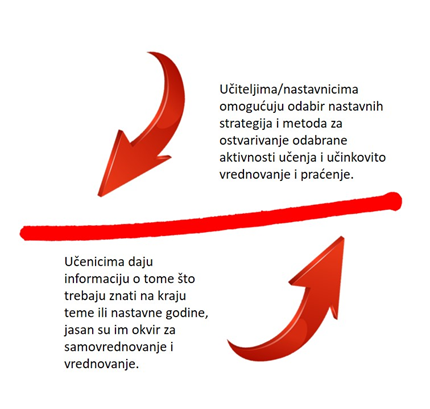 Učiteljima/nastavnicima
omogućuju odabir nastavnih
strategija i metoda za
ostvarivanje odabrane
aktivnosti učenja i učinkovito
vrednovanje i praćenje.
Učenicima daju
informaciju o tome što
trebaju znati na kraju
teme ili nastavne godine,
jasan su im okvir za
samovrednovanje i
vrednovanje.